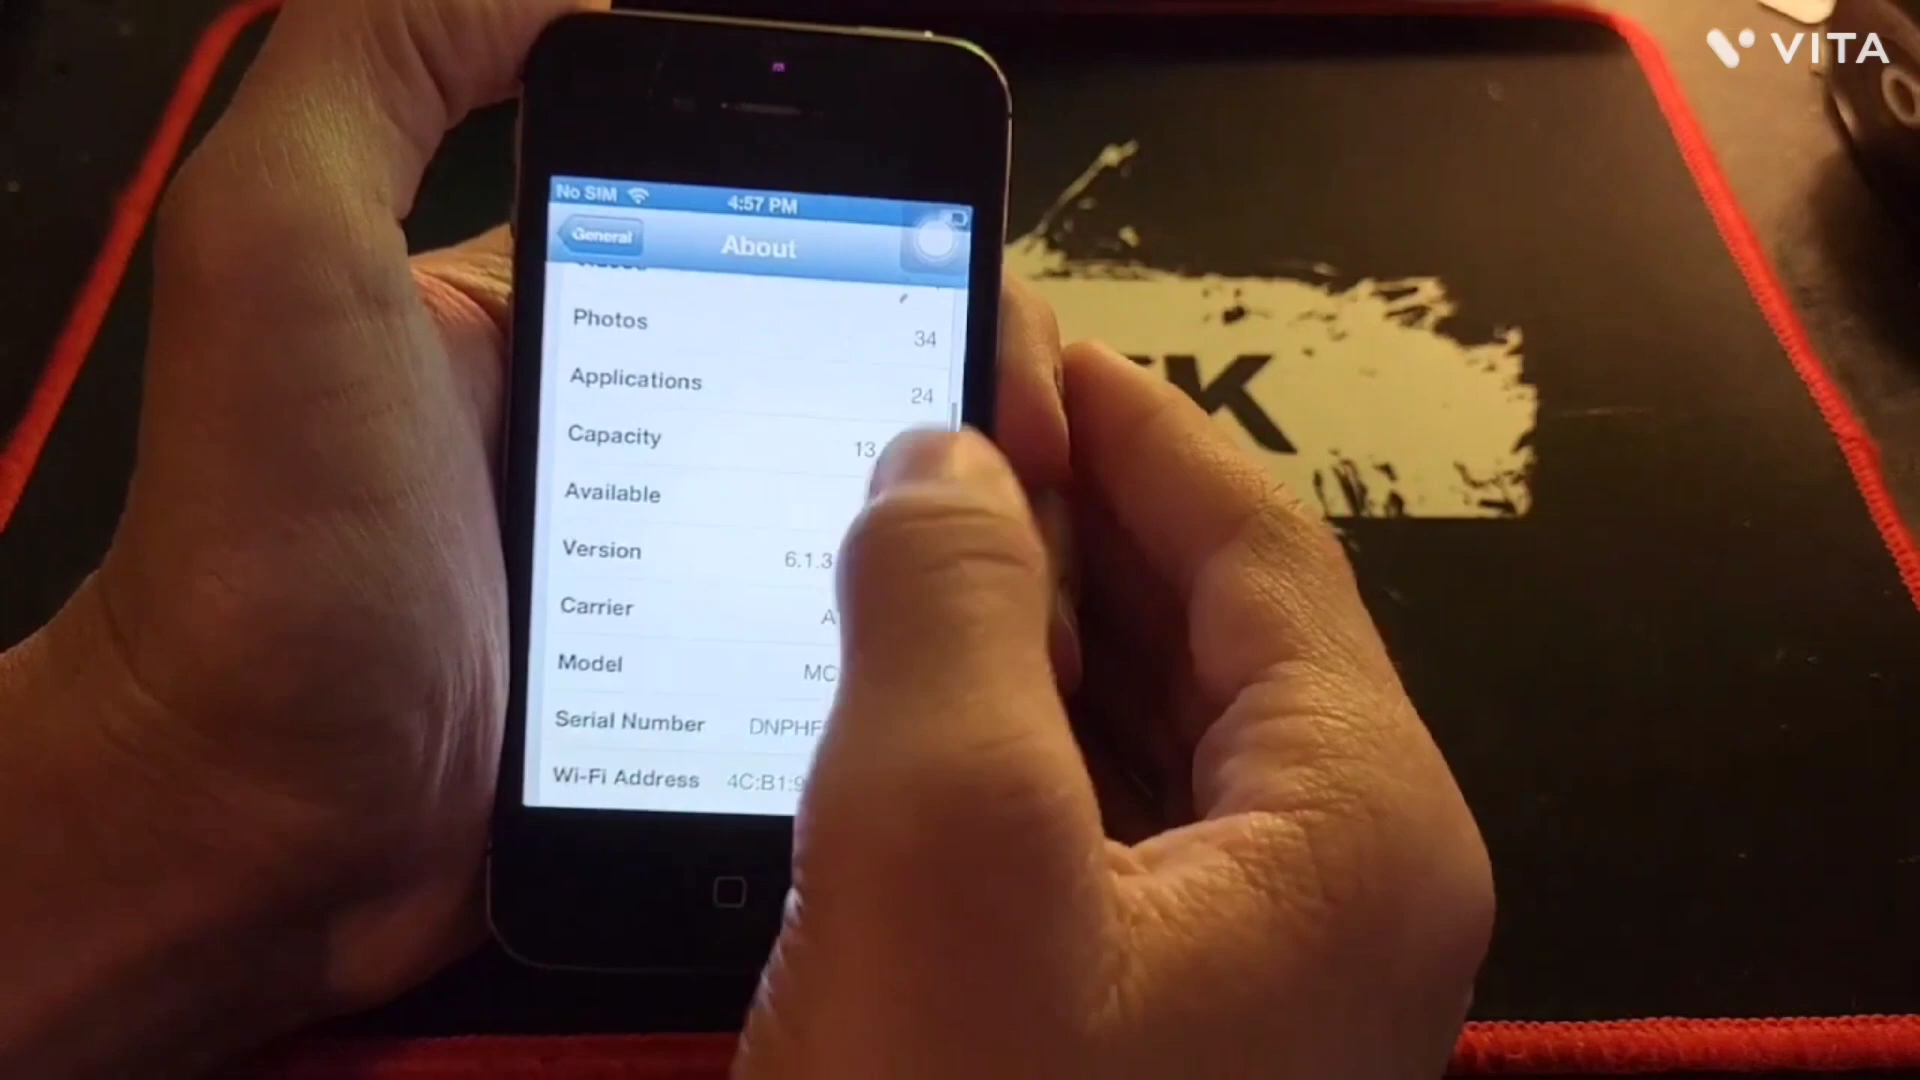 VITA
No SIM 4:57 PM
General About
Photos 34
Applications 24
Capacity 13
Available
Version 6.1.3
Carrier A
Model MC
Serial Number DNPHF
Wi-Fi Address 4C:B1:9
K